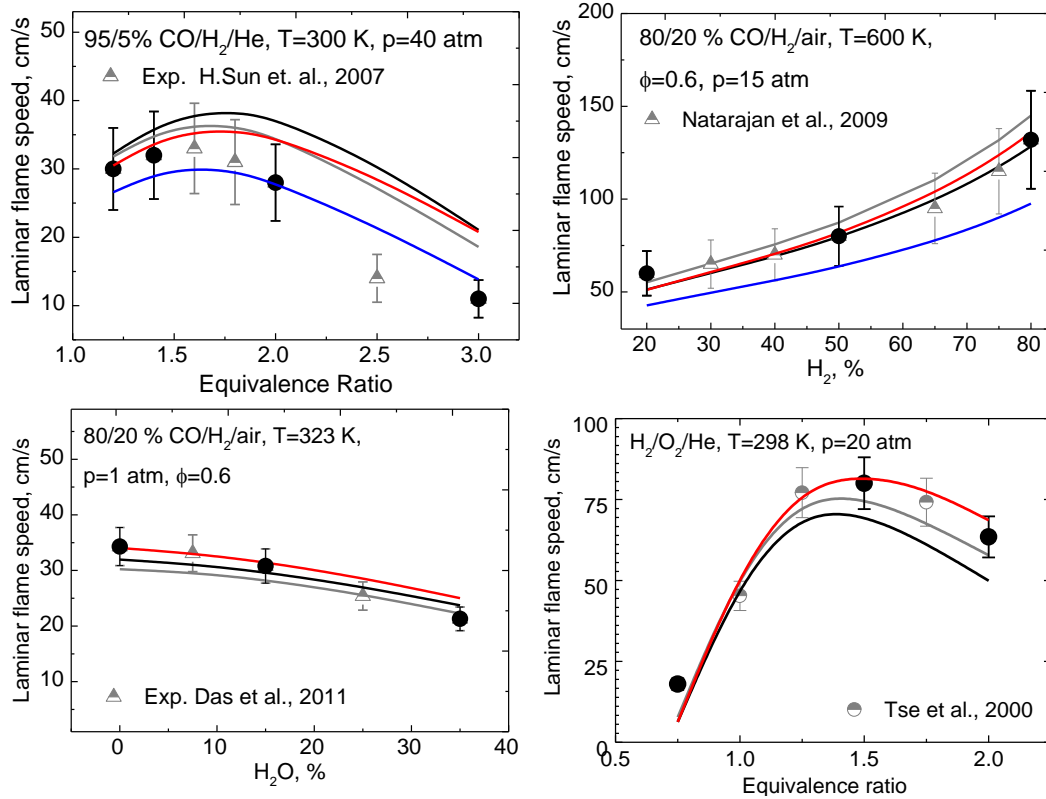 50
40
30
20
10
1.0
1.5
2.0
2.5
3.0
Laminar flame speed, cm/s
Equivalence Ratio
95/5% CO/H₂/He, T=300 K, p=40 atm
Exp. H.Sun et. al., 2007
200
150
100
50
20
30
40
50
60
70
80
Laminar flame speed, cm/s
H₂, %
80/20 % CO/H₂/air, T=600 K,
ϕ=0.6, p=15 atm
Natarajan et al., 2009
50
40
30
20
10
0
10
20
30
40
Laminar flame speed, cm/s
H₂O, %
80/20 % CO/H₂/air, T=323 K,
p=1 atm, ϕ=0.6
Exp. Das et al., 2011
100
75
50
25
0
0.5
1.0
1.5
2.0
Laminar flame speed, cm/s
Equivalence ratio
H₂/O₂/He, T=298 K, p=20 atm
Tse et al., 2000